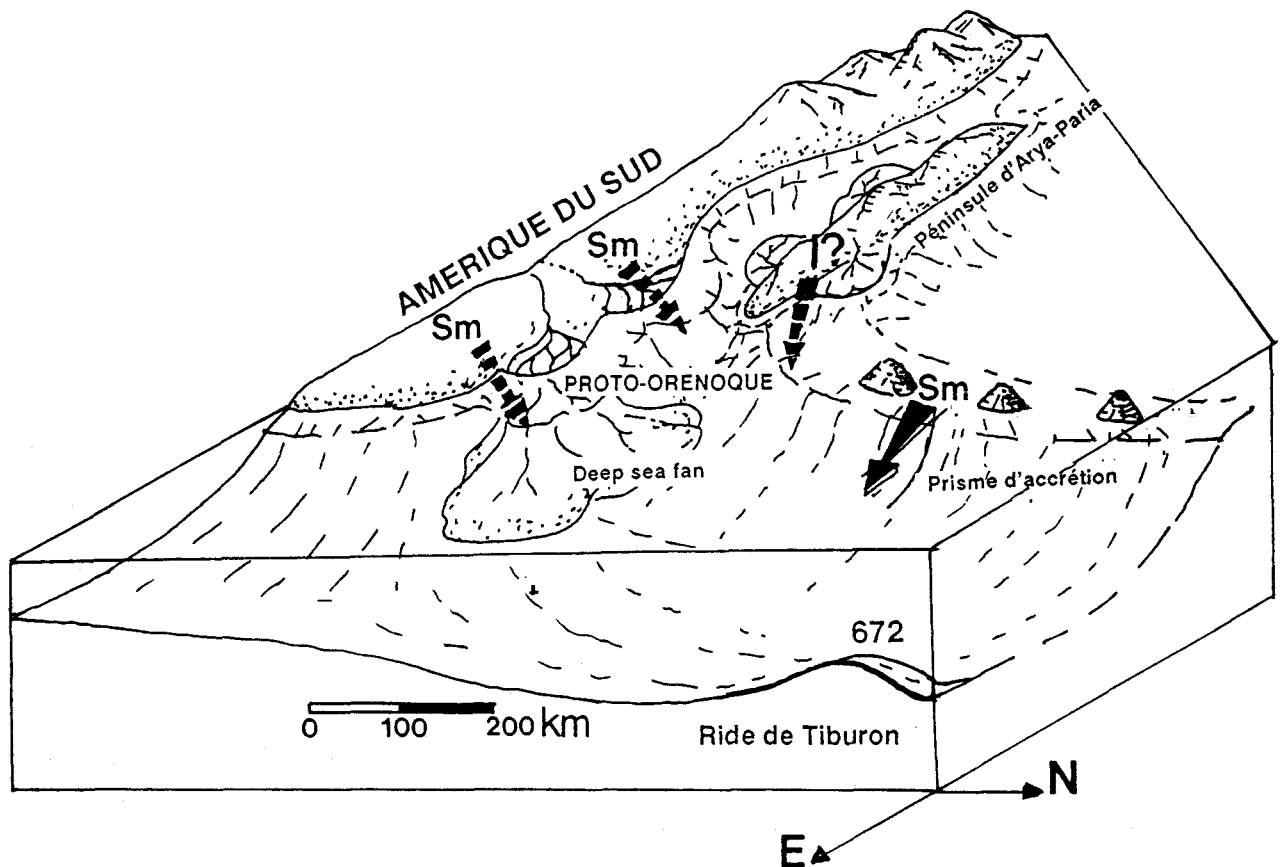 AMÉRIQUE DU SUD
Péninsule d'Arya-Paria
Sm
I?
Sm
Sm
PROTO-ORENOQUE
Deep sea fan
Prisme d'accrétion
672
0 100 200 km
Ride de Tiburon
N
E